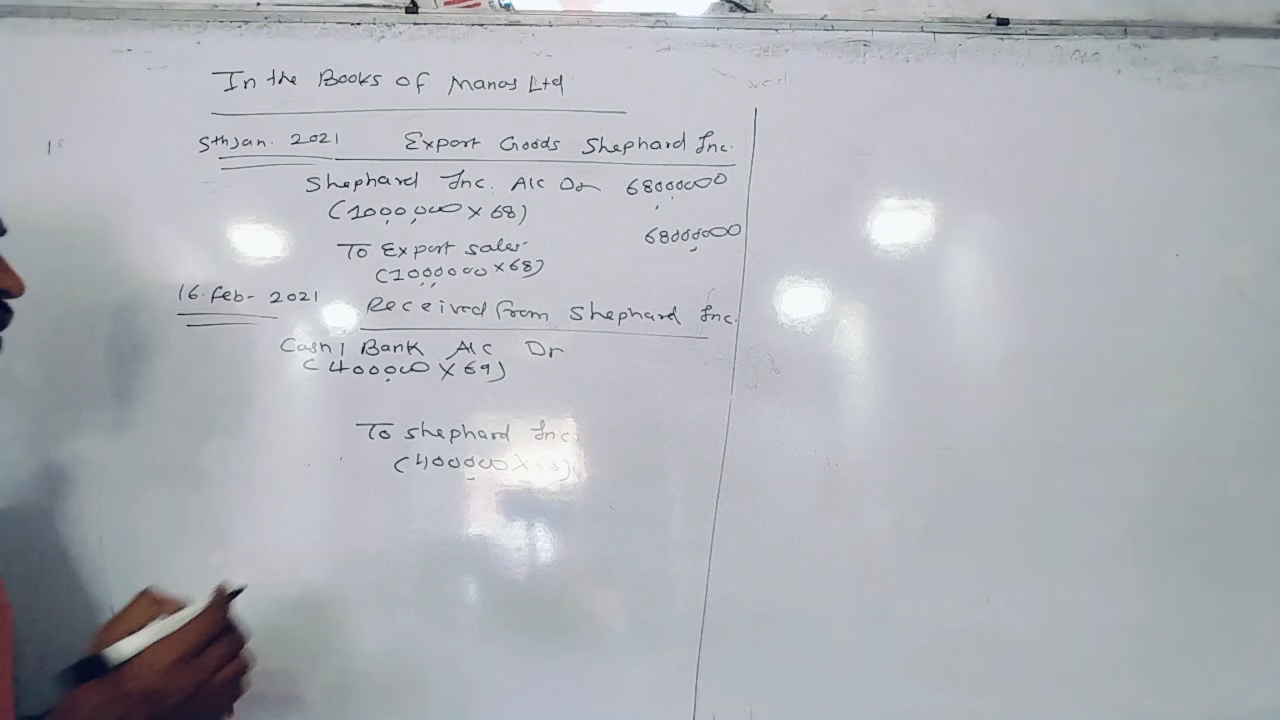 In the Books of Manas Ltd
5th Jan. 2021 Export Goods Shephard Inc.
Shephard Inc. A/c Dr 68000000
(1000,000 x 68)
68000000
To Export sales
(1000000 x 68)
16. Feb - 2021 Received from Shephard Inc.
Cash / Bank A/c Dr
(400000 x 69)
To Shephard Inc.
(400000 x